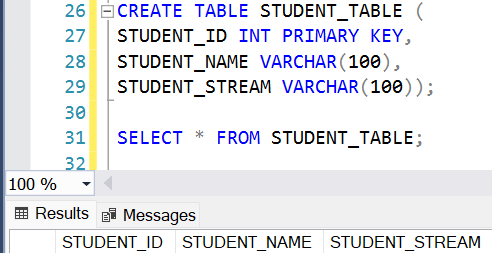 26 CREATE TABLE STUDENT_TABLE (
27 STUDENT_ID INT PRIMARY KEY,
28 STUDENT_NAME VARCHAR(100),
29 STUDENT_STREAM VARCHAR(100));
30
31 SELECT * FROM STUDENT_TABLE;
32
100 %
Results Messages
STUDENT_ID STUDENT_NAME STUDENT_STREAM